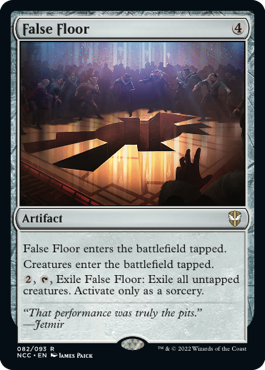 False Floor 4
Artifact
False Floor enters the battlefield tapped.
Creatures enter the battlefield tapped.
2, T, Exile False Floor: Exile all untapped
creatures. Activate only as a sorcery.
“That performance was truly the pits.”
—Jetmir
082/093 R
NCC • EN James Paick
™ & © 2022 Wizards of the Coast